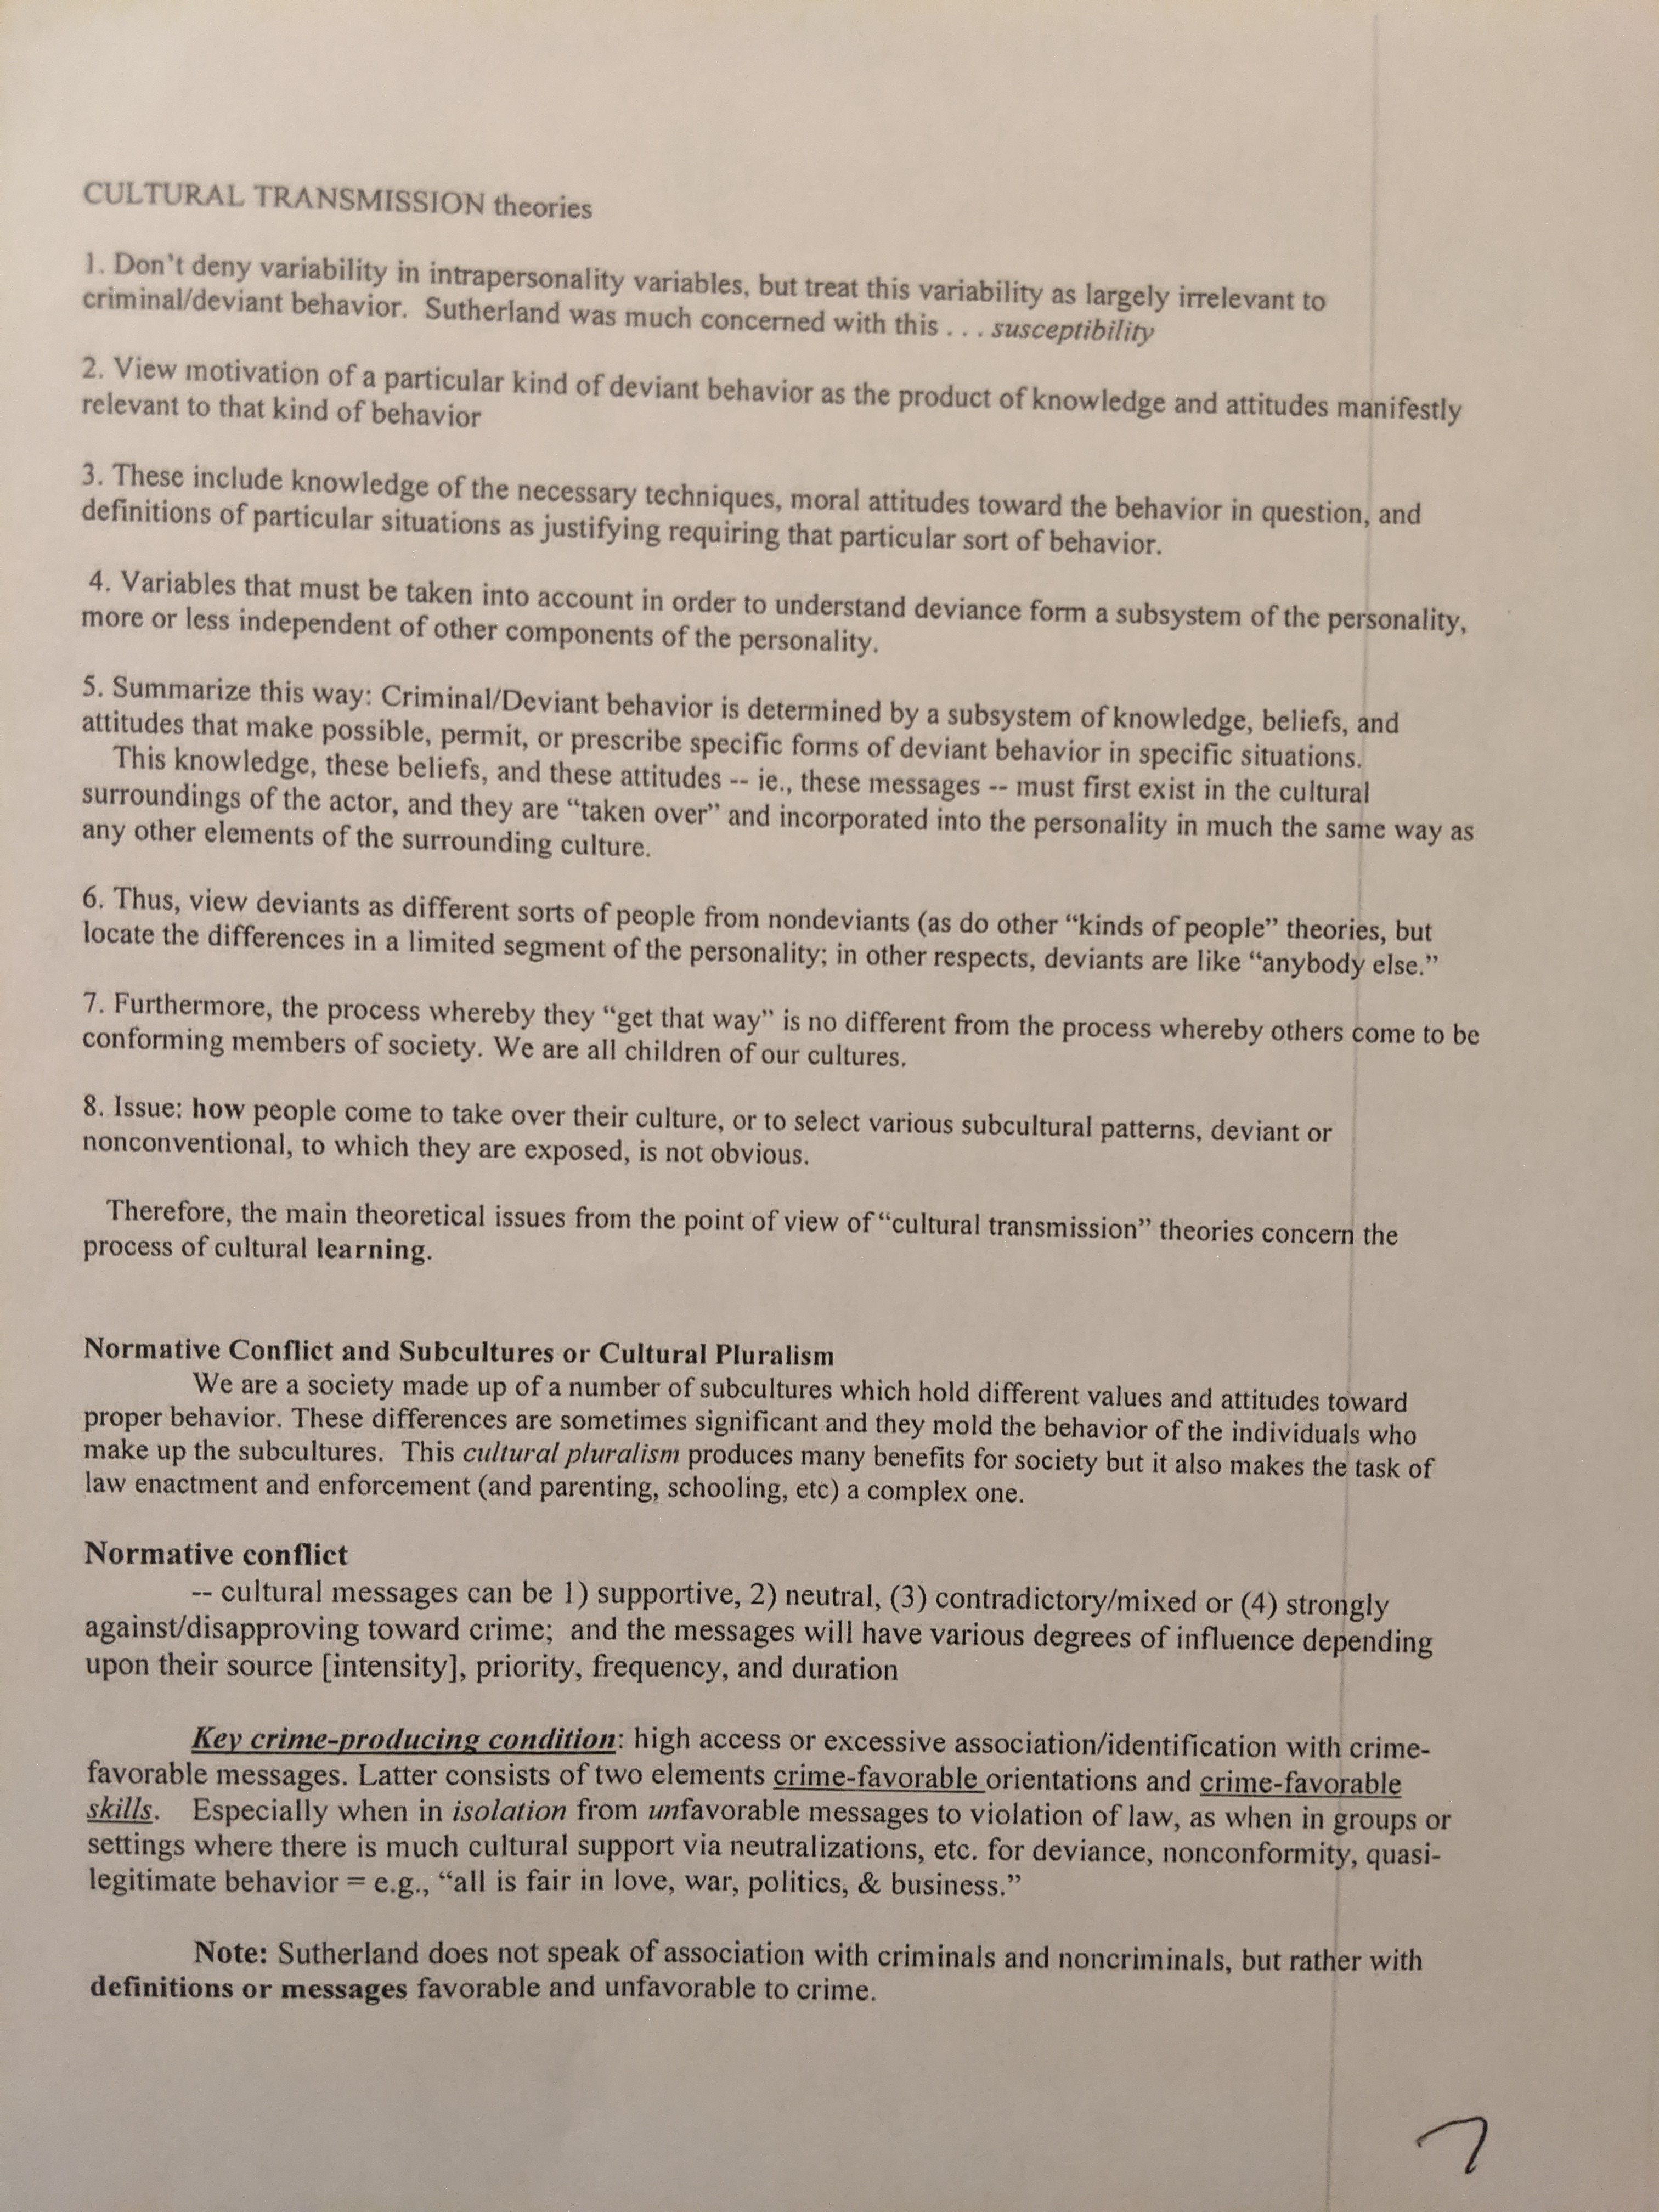 CULTURAL TRANSMISSION theories
1. Don't deny variability in intrapersonality variables, but treat this variability as largely irrelevant to
criminal/deviant behavior. Sutherland was much concerned with this . . . susceptibility
2. View motivation of a particular kind of deviant behavior as the product of knowledge and attitudes manifestly
relevant to that kind of behavior
3. These include knowledge of the necessary techniques, moral attitudes toward the behavior in question, and
definitions of particular situations as justifying requiring that particular sort of behavior.
4. Variables that must be taken into account in order to understand deviance form a subsystem of the personality,
more or less independent of other components of the personality.
5. Summarize this way: Criminal/Deviant behavior is determined by a subsystem of knowledge, beliefs, and
attitudes that make possible, permit, or prescribe specific forms of deviant behavior in specific situations.
This knowledge, these beliefs, and these attitudes -- ie., these messages -- must first exist in the cultural
surroundings of the actor, and they are “taken over” and incorporated into the personality in much the same way as
any other elements of the surrounding culture.
6. Thus, view deviants as different sorts of people from nondeviants (as do other “kinds of people” theories, but
locate the differences in a limited segment of the personality; in other respects, deviants are like “anybody else.”
7. Furthermore, the process whereby they “get that way” is no different from the process whereby others come to be
conforming members of society. We are all children of our cultures.
8. Issue: how people come to take over their culture, or to select various subcultural patterns, deviant or
nonconventional, to which they are exposed, is not obvious.
Therefore, the main theoretical issues from the point of view of “cultural transmission” theories concern the
process of cultural learning.
Normative Conflict and Subcultures or Cultural Pluralism
We are a society made up of a number of subcultures which hold different values and attitudes toward
proper behavior. These differences are sometimes significant and they mold the behavior of the individuals who
make up the subcultures. This cultural pluralism produces many benefits for society but it also makes the task of
law enactment and enforcement (and parenting, schooling, etc) a complex one.
Normative conflict
-- cultural messages can be 1) supportive, 2) neutral, (3) contradictory/mixed or (4) strongly
against/disapproving toward crime; and the messages will have various degrees of influence depending
upon their source [intensity], priority, frequency, and duration
Key crime-producing condition: high access or excessive association/identification with crime-
favorable messages. Latter consists of two elements crime-favorable orientations and crime-favorable
skills. Especially when in isolation from unfavorable messages to violation of law, as when in groups or
settings where there is much cultural support via neutralizations, etc. for deviance, nonconformity, quasi-
legitimate behavior = e.g., “all is fair in love, war, politics, & business.”
Note: Sutherland does not speak of association with criminals and noncriminals, but rather with
definitions or messages favorable and unfavorable to crime.
7